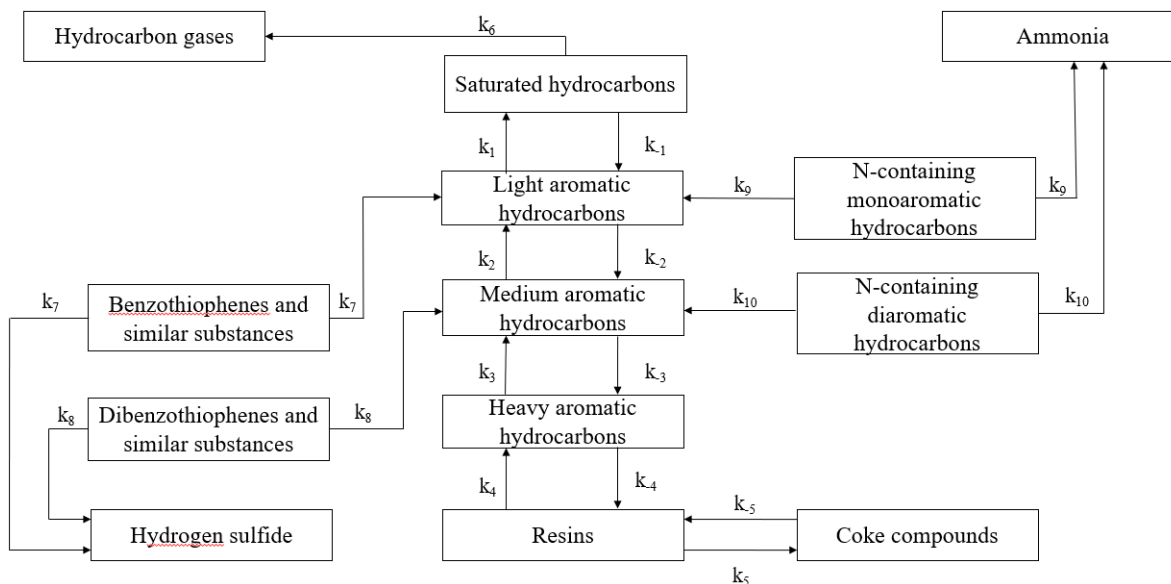 Hydrocarbon gases
k6
Ammonia
Saturated hydrocarbons
k1
k-1
Light aromatic
hydrocarbons
k9
N-containing
monoaromatic
hydrocarbons
k9
k2
k-2
k7
Benzothiophenes and
similar substances
k7
Medium aromatic
hydrocarbons
k10
N-containing
diaromatic
hydrocarbons
k10
k3
k-3
k8
Dibenzothiophenes and
similar substances
k8
Heavy aromatic
hydrocarbons
k4
k-4
Hydrogen sulfide
Resins
k-5
Coke compounds
k5